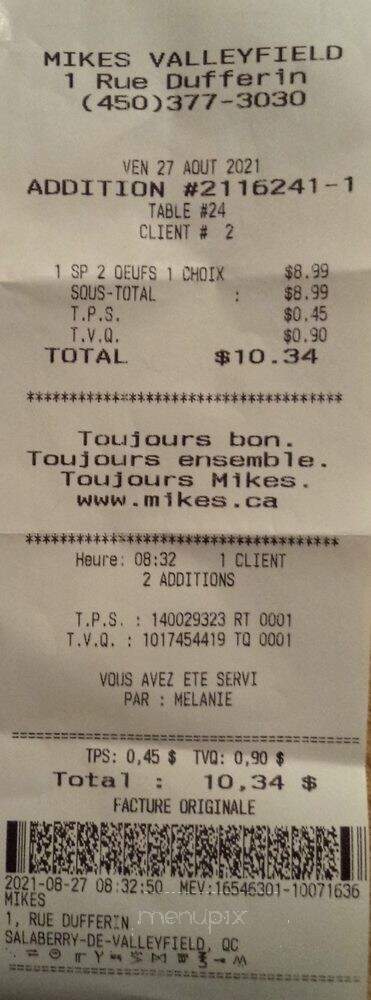 MIKES VALLEYFIELD
1 Rue Dufferin
(450)377-3030
VEN 27 AOUT 2021
ADDITION #2116241-1
TABLE #24
CLIENT # 2
1 SP 2 OEUFS 1 CHOIX $8.99
SOUS-TOTAL : $8.99
T.P.S. $0.45
T.V.Q. $0.90
TOTAL $10.34
****************************************
Toujours bon.
Toujours ensemble.
Toujours Mikes.
www.mikes.ca
****************************************
Heure: 08:32 1 CLIENT
2 ADDITIONS
T.P.S. : 140029323 RT 0001
T.V.Q. : 1017454419 TQ 0001
VOUS AVEZ ETE SERVI
PAR : MELANIE
========================================
TPS: 0,45 $ TVQ: 0,90 $
Total : 10,34 $
FACTURE ORIGINALE
2021-08-27 08:32:50 MEV:16546301-10071636
MIKES
1, RUE DUFFERIN
menupix
SALABERRY-DE-VALLEYFIELD, QC
========================================